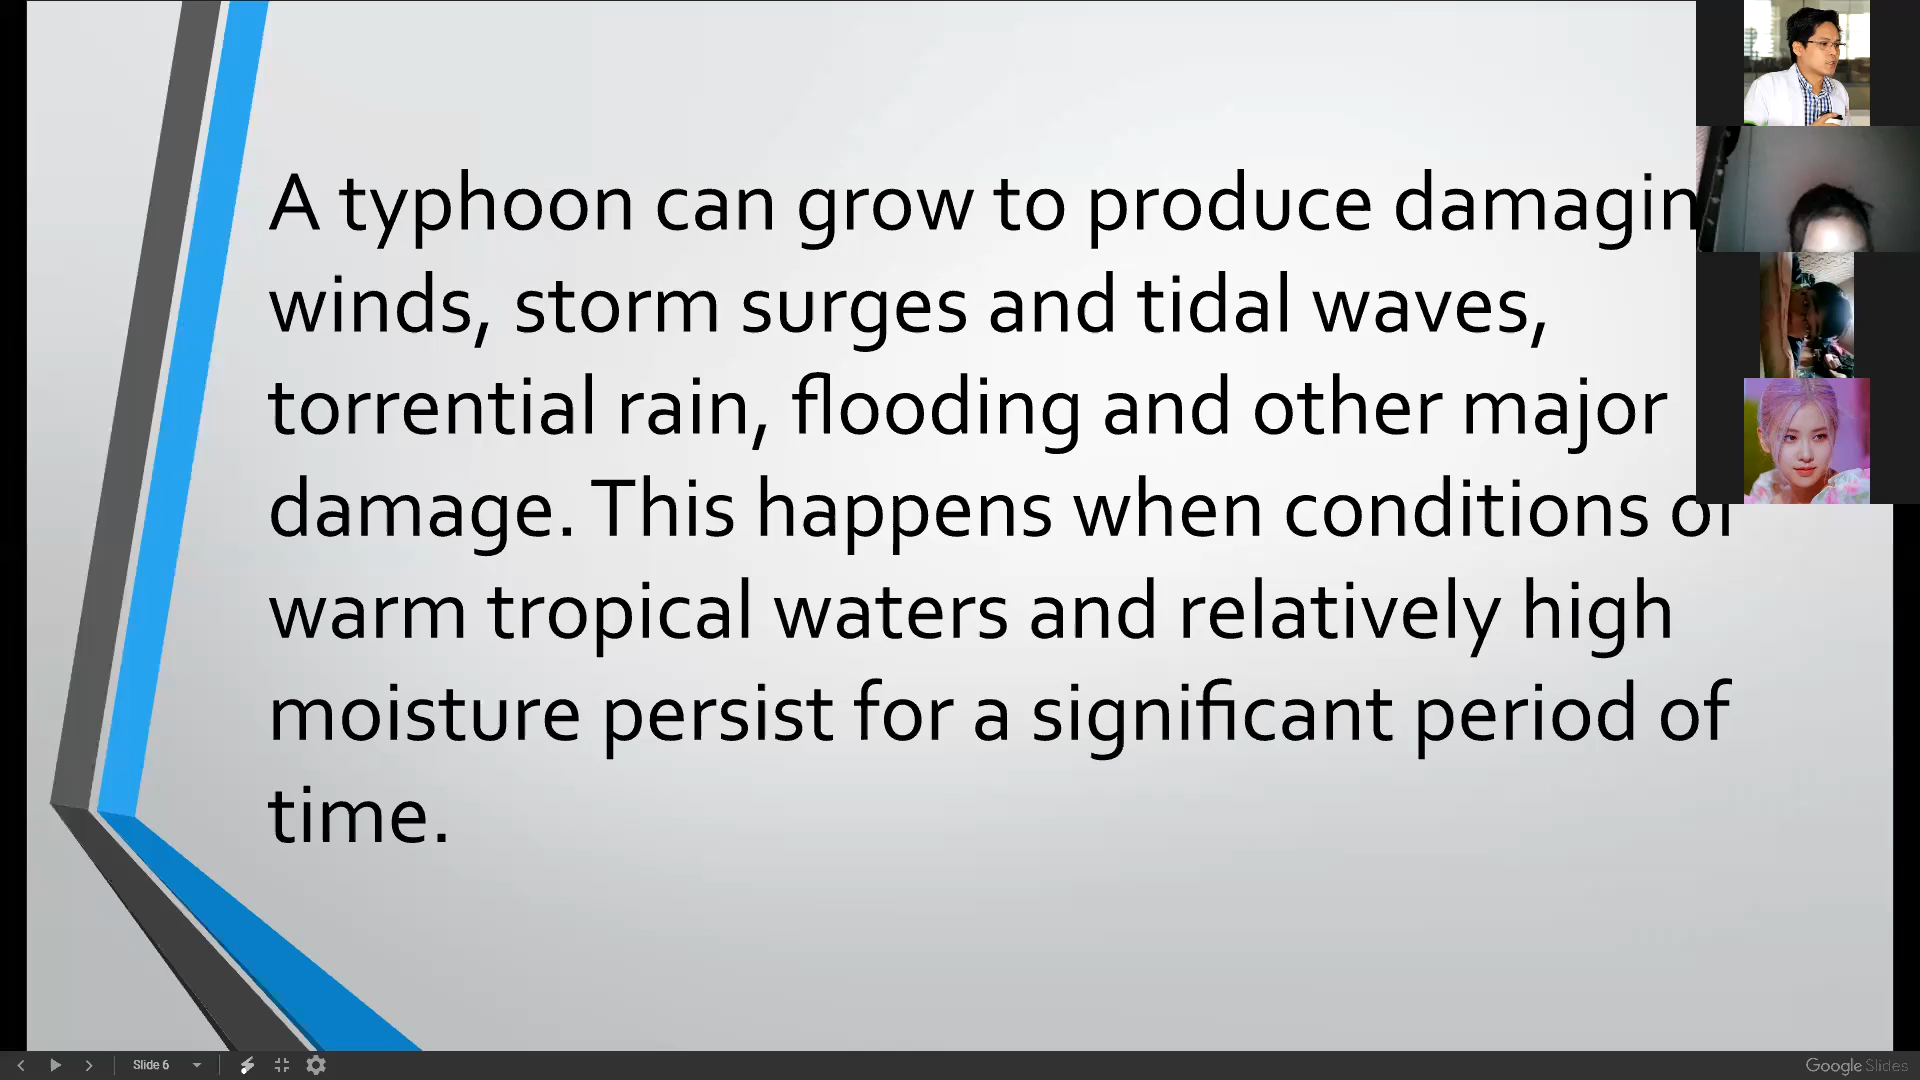 A typhoon can grow to produce damagin
winds, storm surges and tidal waves,
torrential rain, flooding and other major
damage. This happens when conditions of
warm tropical waters and relatively high
moisture persist for a significant period of
time.
Slide 6
Google Slides